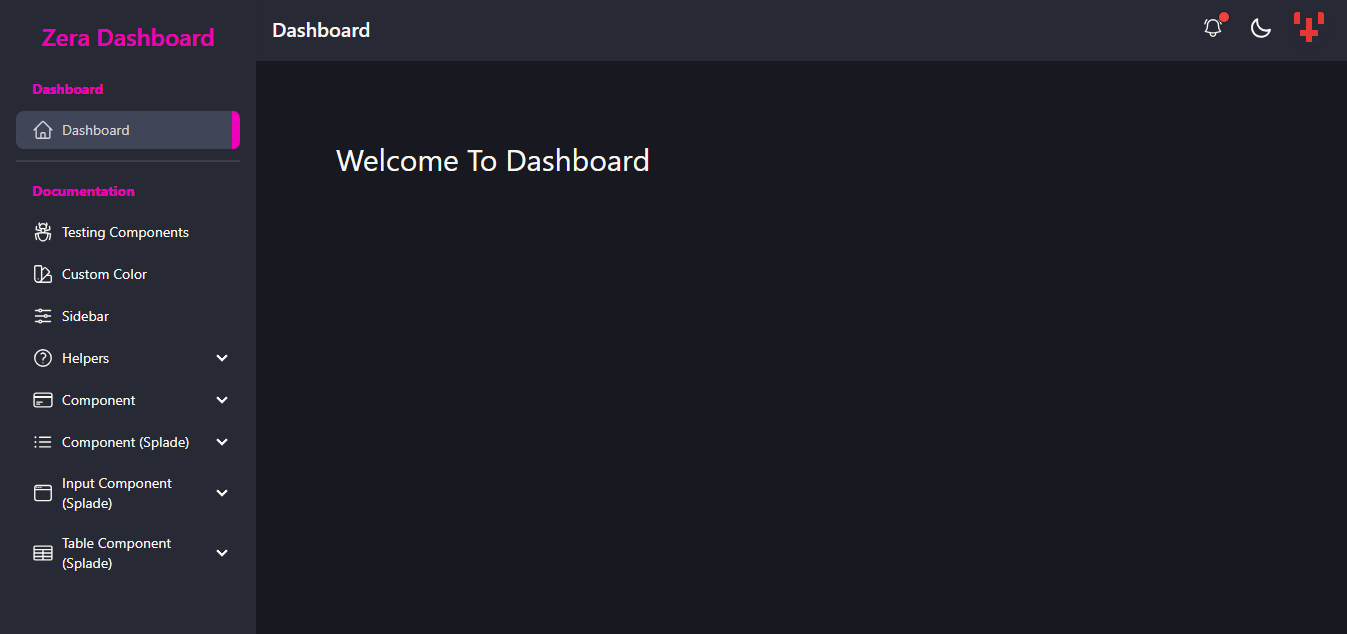 Zera Dashboard
Dashboard
Dashboard
Dashboard
Welcome To Dashboard
Documentation
Testing Components
Custom Color
Sidebar
Helpers
Component
Component (Splade)
Input Component
(Splade)
Table Component
(Splade)